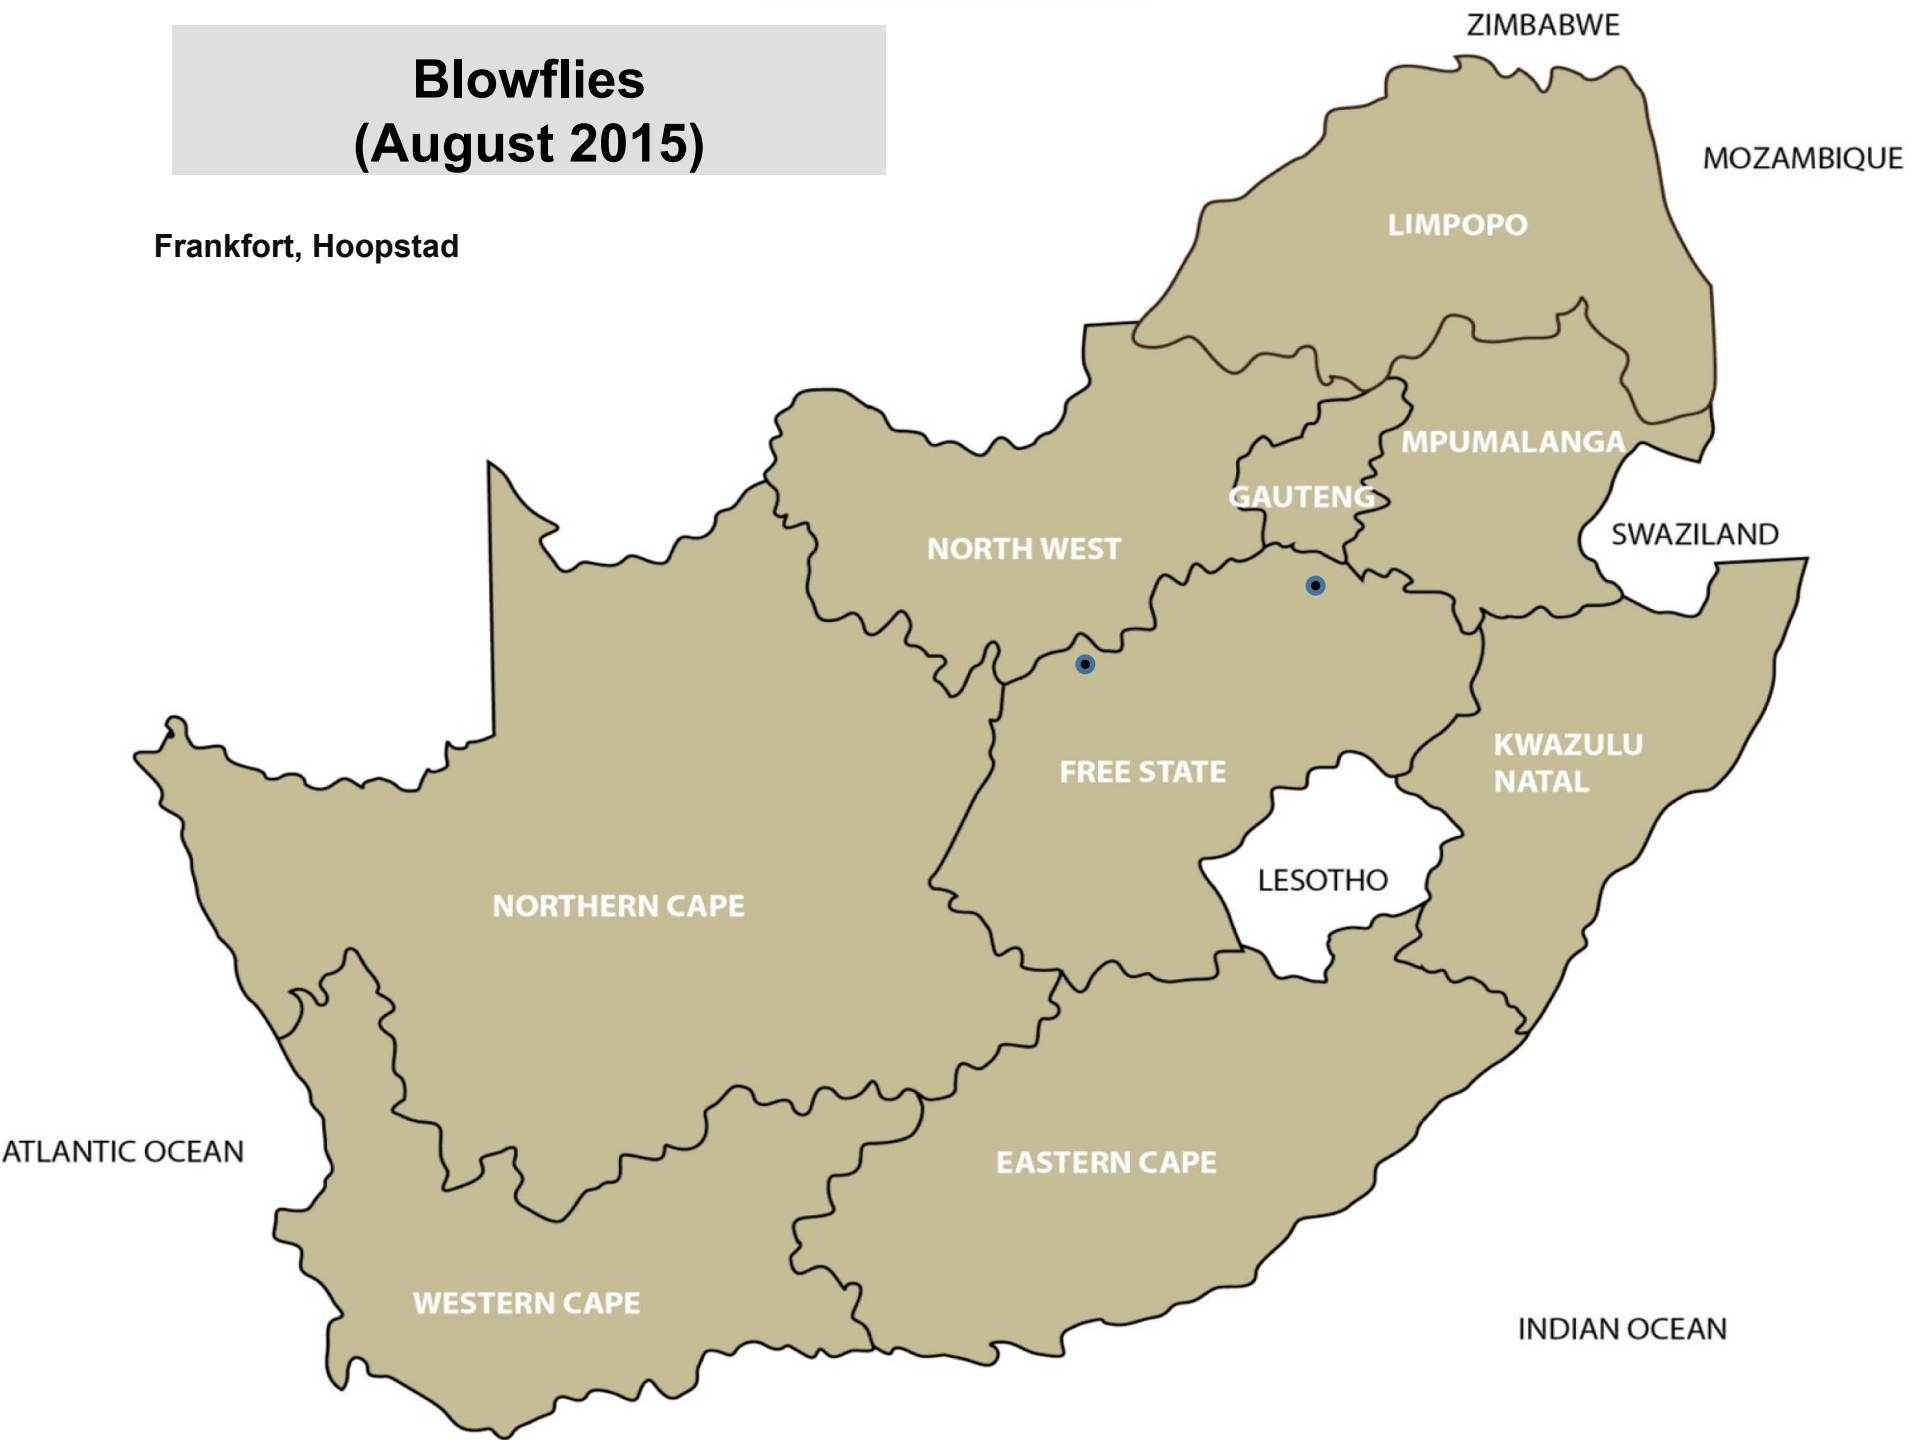 Blowflies
(August 2015)
Frankfort, Hoopstad
ZIMBABWE
MOZAMBIQUE
LIMPOPO
MPUMALANGA
GAUTENG
SWAZILAND
NORTH WEST
KWAZULU
NATAL
FREE STATE
LESOTHO
NORTHERN CAPE
ATLANTIC OCEAN
EASTERN CAPE
WESTERN CAPE
INDIAN OCEAN